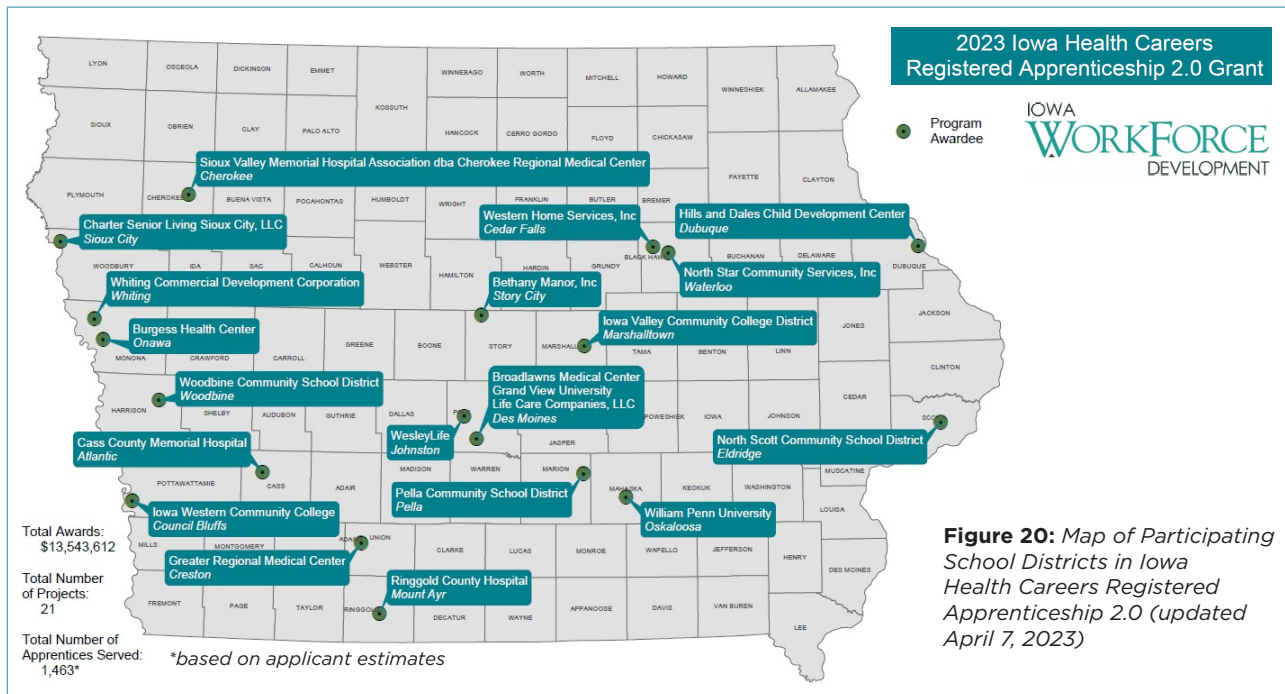 2023 Iowa Health Careers
Registered Apprenticeship 2.0 Grant
Program
Awardee
IOWA
WORKFORCE
DEVELOPMENT
LYON
OSCEOLA
DICKINSON
EMMET
WINNEBAGO
WORTH
MITCHELL
HOWARD
WINNESHIEK
ALLAMAKEE
KOSSUTH
SIOUX
OBRIEN
CLAY
PALO ALTO
HANCOCK
CERRO GORDO
FLOYD
CHICKASAW
Sioux Valley Memorial Hospital Association dba Cherokee Regional Medical Center
Cherokee
FAYETTE
CLAYTON
PLYMOUTH
CHEROKEE
BUENA VISTA
POCAHONTAS
HUMBOLDT
WRIGHT
FRANKLIN
BUTLER
BREMER
Charter Senior Living Sioux City, LLC
Sioux City
Western Home Services, Inc
Cedar Falls
Hills and Dales Child Development Center
Dubuque
WOODBURY
IDA
SAC
CALHOUN
WEBSTER
HAMILTON
HARDIN
GRUNDY
BLACK HAW
BUCHANAN
DELAWARE
DUBUQUE
North Star Community Services, Inc
Waterloo
Whiting Commercial Development Corporation
Whiting
Bethany Manor, Inc
Story City
Burgess Health Center
Onawa
Iowa Valley Community College District
Marshalltown
JONES
JACKSON
MONONA
CRAWFORD
CARROLL
GREENE
BOONE
STORY
MARSHALL
TAMA
BENTON
LINN
CLINTON
Woodbine Community School District
Woodbine
Broadlawns Medical Center
Grand View University
Life Care Companies, LLC
Des Moines
HARRISON
SHELBY
AUDUBON
GUTHRIE
DALLAS
JASPER
POWESHIEK
IOWA
JOHNSON
CEDAR
SCO
WesleyLife
Johnston
North Scott Community School District
Eldridge
Cass County Memorial Hospital
Atlantic
POTTAWATTAMIE
CASS
ADAIR
MADISON
WARREN
MARION
MAHASKA
KEOKUK
WASHINGTON
MUSCATINE
LOUISA
Pella Community School District
Pella
Iowa Western Community College
Council Bluffs
William Penn University
Oskaloosa
Total Awards:
$13,543,612
MILLS
MONTGOMERY
ADAM
UNION
CLARKE
LUCAS
MONROE
WAPELLO
JEFFERSON
HENRY
DES MOINES
Greater Regional Medical Center
Creston
Total Number
of Projects:
21
Ringgold County Hospital
Mount Ayr
FREMONT
PAGE
TAYLOR
RINGGOL
DECATUR
WAYNE
APPANOOSE
DAVIS
VAN BUREN
LEE
Total Number of
Apprentices Served:
1,463*
*based on applicant estimates
Figure 20: Map of Participating
School Districts in Iowa
Health Careers Registered
Apprenticeship 2.0 (updated
April 7, 2023)